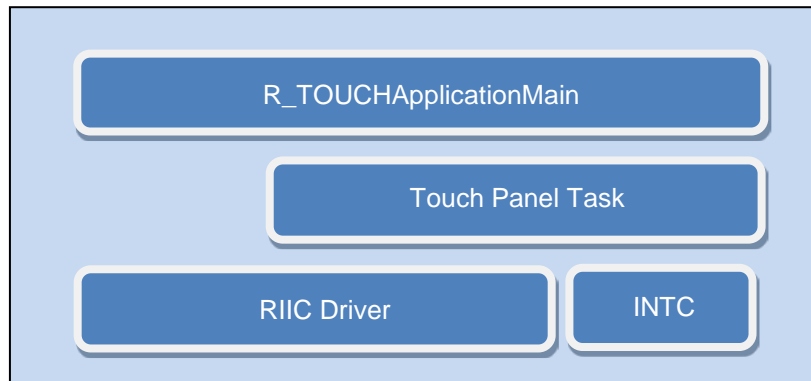 R_TOUCHApplicationMain
Touch Panel Task
RIIC Driver
INTC